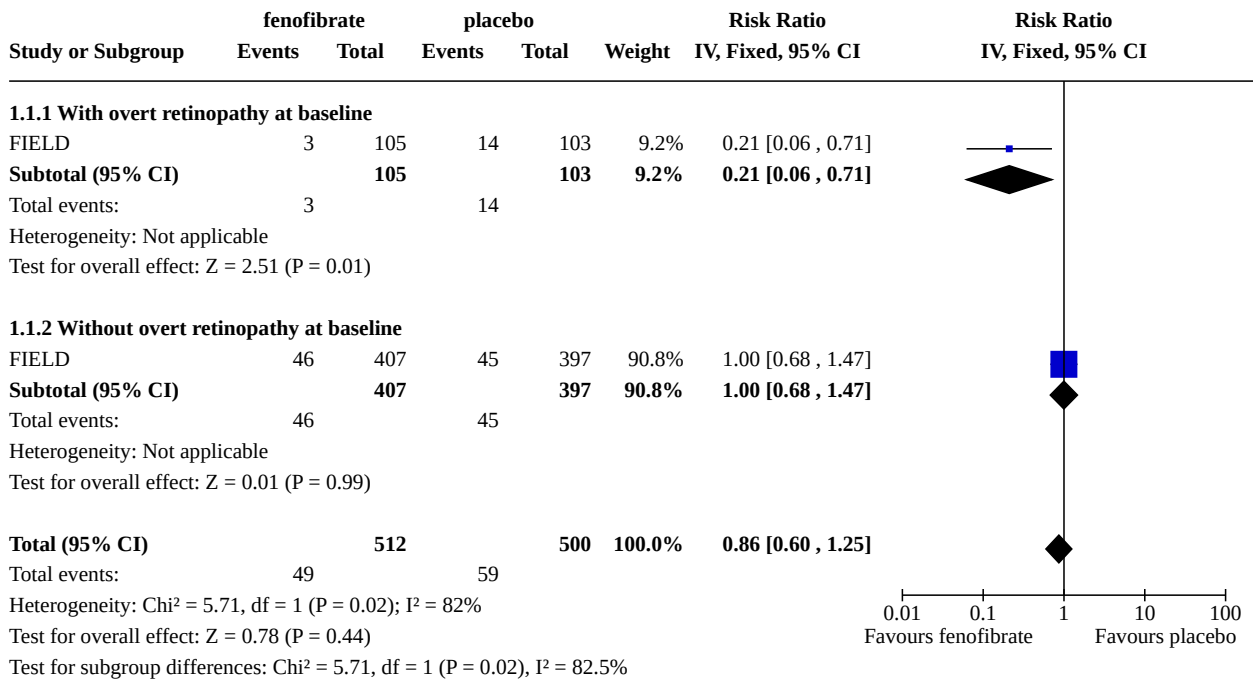 fenofibrate placebo Risk Ratio Risk Ratio
Study or Subgroup Events Total Events Total Weight IV, Fixed, 95% CI IV, Fixed, 95% CI
1.1.1 With overt retinopathy at baseline
FIELD 3 105 14 103 9.2% 0.21 [0.06 , 0.71]
Subtotal (95% CI) 105 103 9.2% 0.21 [0.06 , 0.71]
Total events: 3 14
Heterogeneity: Not applicable
Test for overall effect: Z = 2.51 (P = 0.01)
1.1.2 Without overt retinopathy at baseline
FIELD 46 407 45 397 90.8% 1.00 [0.68 , 1.47]
Subtotal (95% CI) 407 397 90.8% 1.00 [0.68 , 1.47]
Total events: 46 45
Heterogeneity: Not applicable
Test for overall effect: Z = 0.01 (P = 0.99)
Total (95% CI) 512 500 100.0% 0.86 [0.60 , 1.25]
Total events: 49 59
Heterogeneity: Chi² = 5.71, df = 1 (P = 0.02); I² = 82%
0.01 0.1 1 10 100
Test for overall effect: Z = 0.78 (P = 0.44)
Favours fenofibrate Favours placebo
Test for subgroup differences: Chi² = 5.71, df = 1 (P = 0.02), I² = 82.5%